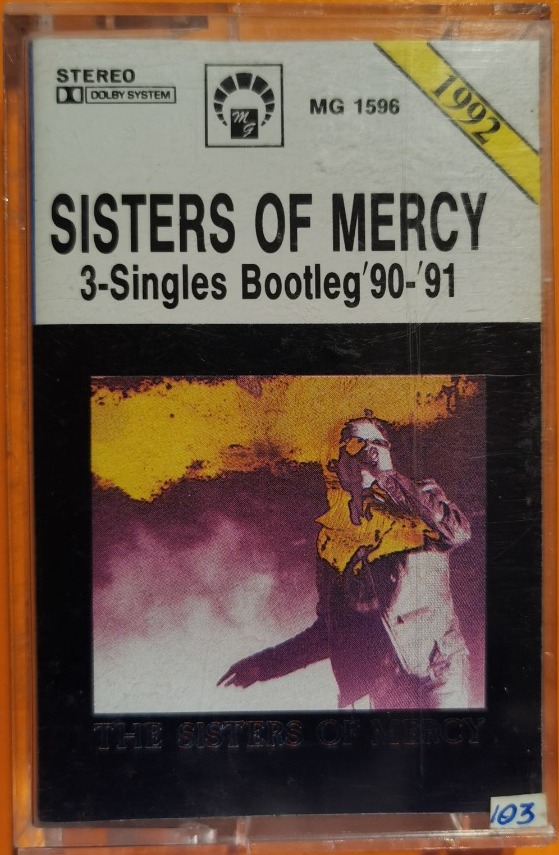 STEREO
DOLBY SYSTEM
MG
MG 1596
1992
SISTERS OF MERCY
3-Singles Bootleg'90-'91
THE SISTERS OF MERCY
103